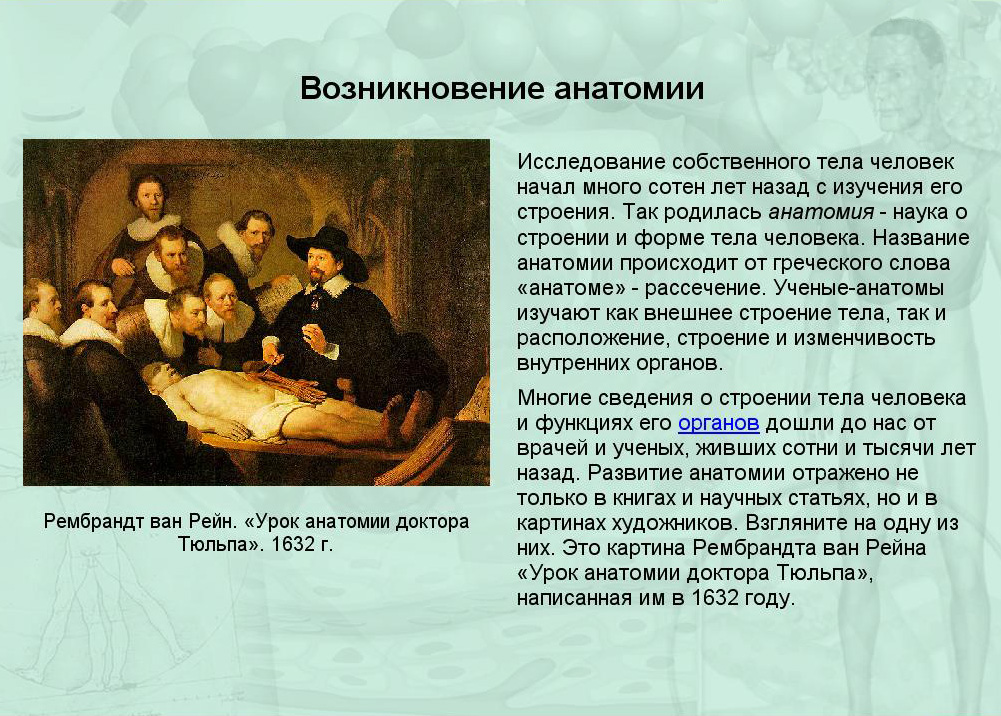 Возникновение анатомии
Исследование собственного тела человек
начал много сотен лет назад с изучения его
строения. Так родилась анатомия - наука о
строении и форме тела человека. Название
анатомии происходит от греческого слова
«анатоме» - рассечение. Ученые-анатомы
изучают как внешнее строение тела, так и
расположение, строение и изменчивость
внутренних органов.
Многие сведения о строении тела человека
и функциях его органов дошли до нас от
врачей и ученых, живших сотни и тысячи лет
назад. Развитие анатомии отражено не
только в книгах и научных статьях, но и в
картинах художников. Взгляните на одну из
них. Это картина Рембрандта ван Рейна
«Урок анатомии доктора Тюльпа»,
написанная им в 1632 году.
Рембрандт ван Рейн. «Урок анатомии доктора
Тюльпа». 1632 г.